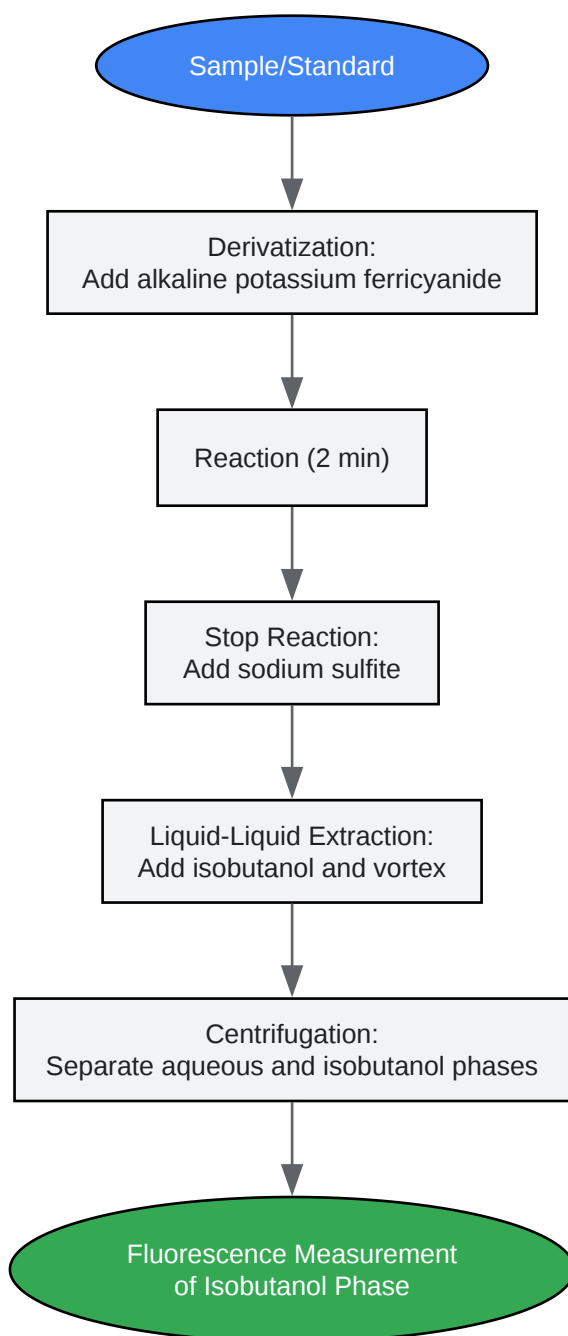 Sample/Standard
Derivatization:
Add alkaline potassium ferricyanide
Reaction (2 min)
Stop Reaction:
Add sodium sulfite
Liquid-Liquid Extraction:
Add isobutanol and vortex
Centrifugation:
Separate aqueous and isobutanol phases
Fluorescence Measurement
of Isobutanol Phase